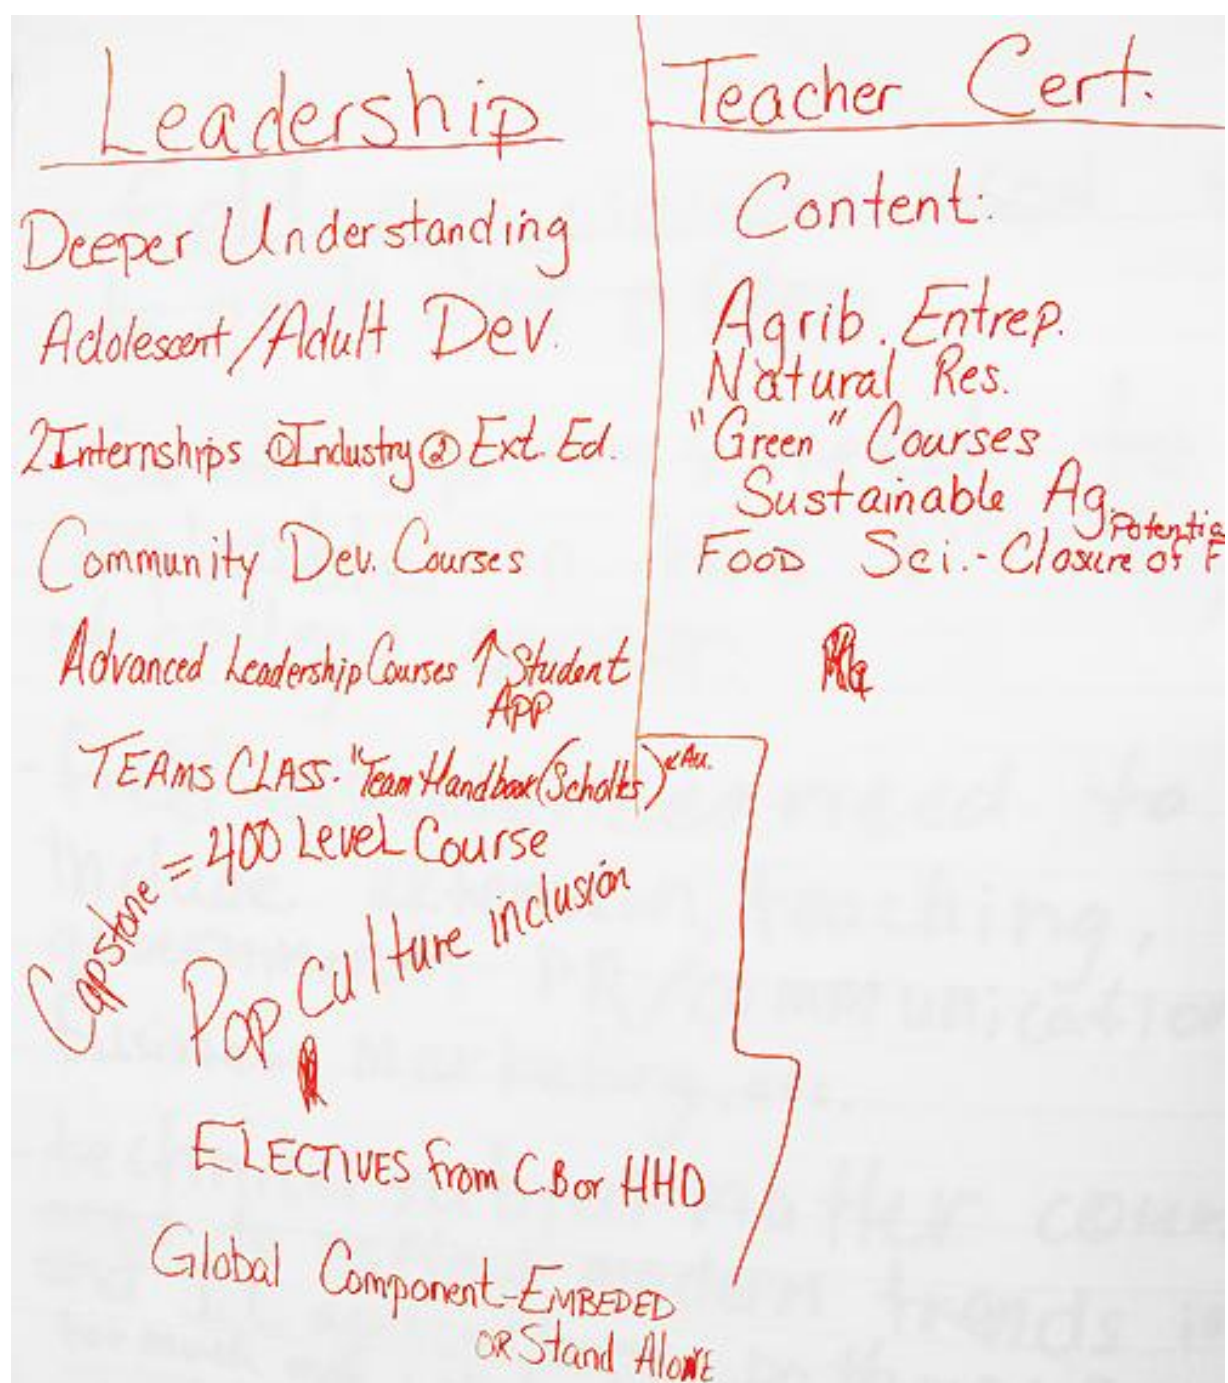 Leadership
Deeper Understanding
Adolescent/Adult Dev.
2 Internships ① Industry ② Ext. Ed.
Community Dev. Courses
Advanced Leadership Courses ↑ Student
APP.
TEAMS CLASS. "Team Handbook (Scholtes) ↙Au.
Capstone = 400 Level Course
Pop Culture inclusion
ELECTIVES from C.B or HHD
Global Component - EMBEDED
OR Stand Alone
Teacher Cert.
Content:
Agrib. Entrep.
Natural Res.
"Green" Courses
Sustainable Ag.
Food Sci. - Closure of